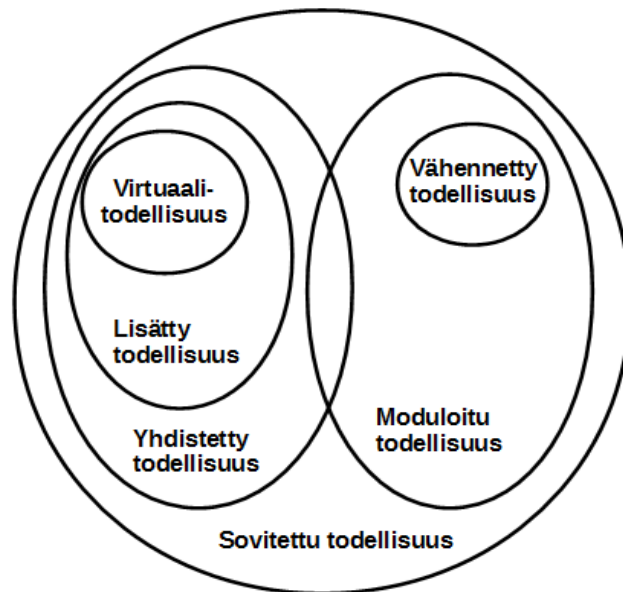 Virtuaali-
todellisuus
Vähennetty
todellisuus
Lisätty
todellisuus
Yhdistetty
todellisuus
Moduloitu
todellisuus
Sovitettu todellisuus